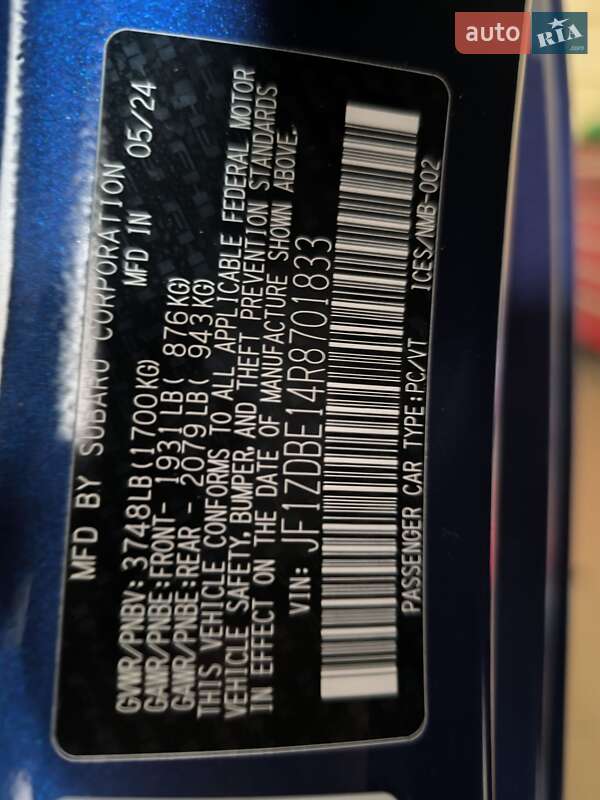 auto RIA.com
MFD BY SUBARU CORPORATION
MFD IN 05/24
GVWR/PNBV: 3748LB(1700KG)
GAWR/PNBE:FRONT- 1931LB( 876KG)
GAWR/PNBE:REAR - 2079LB( 943KG)
THIS VEHICLE CONFORMS TO ALL APPLICABLE FEDERAL MOTOR
VEHICLE SAFETY, BUMPER, AND THEFT PREVENTION STANDARDS
IN EFFECT ON THE DATE OF MANUFACTURE SHOWN ABOVE.
VIN: JF1ZDBE14R8701833
PASSENGER CAR TYPE:PC/VT ICES/NMB-002